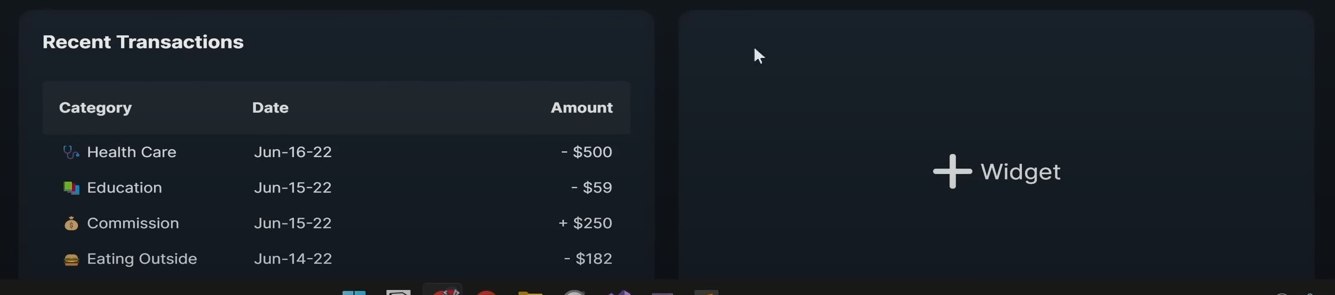 Recent Transactions
Category Date Amount
Health Care Jun-16-22 - $500
Education Jun-15-22 - $59
Commission Jun-15-22 + $250
Eating Outside Jun-14-22 - $182
Widget